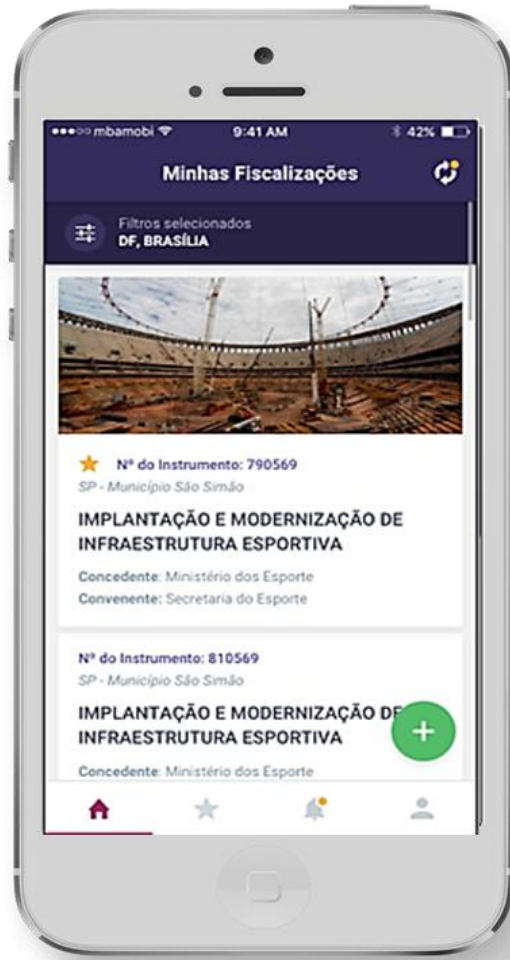 mbamobi 9:41 AM 42%
Minhas Fiscalizações
Filtros selecionados
DF, BRASÍLIA
Nº do Instrumento: 790569
SP - Município São Simão
IMPLANTAÇÃO E MODERNIZAÇÃO DE
INFRAESTRUTURA ESPORTIVA
Concedente: Ministério dos Esporte
Convenente: Secretaria do Esporte
Nº do Instrumento: 810569
SP - Município São Simão
IMPLANTAÇÃO E MODERNIZAÇÃO DE
INFRAESTRUTURA ESPORTIVA
Concedente: Ministério dos Esporte